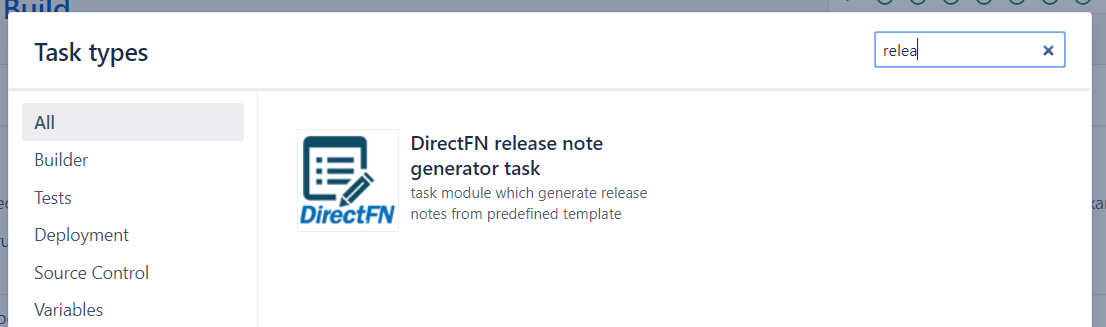 Build
Task types
relea
All
Builder
Tests
Deployment
Source Control
Variables
DirectFN
DirectFN release note
generator task
task module which generate release
notes from predefined template